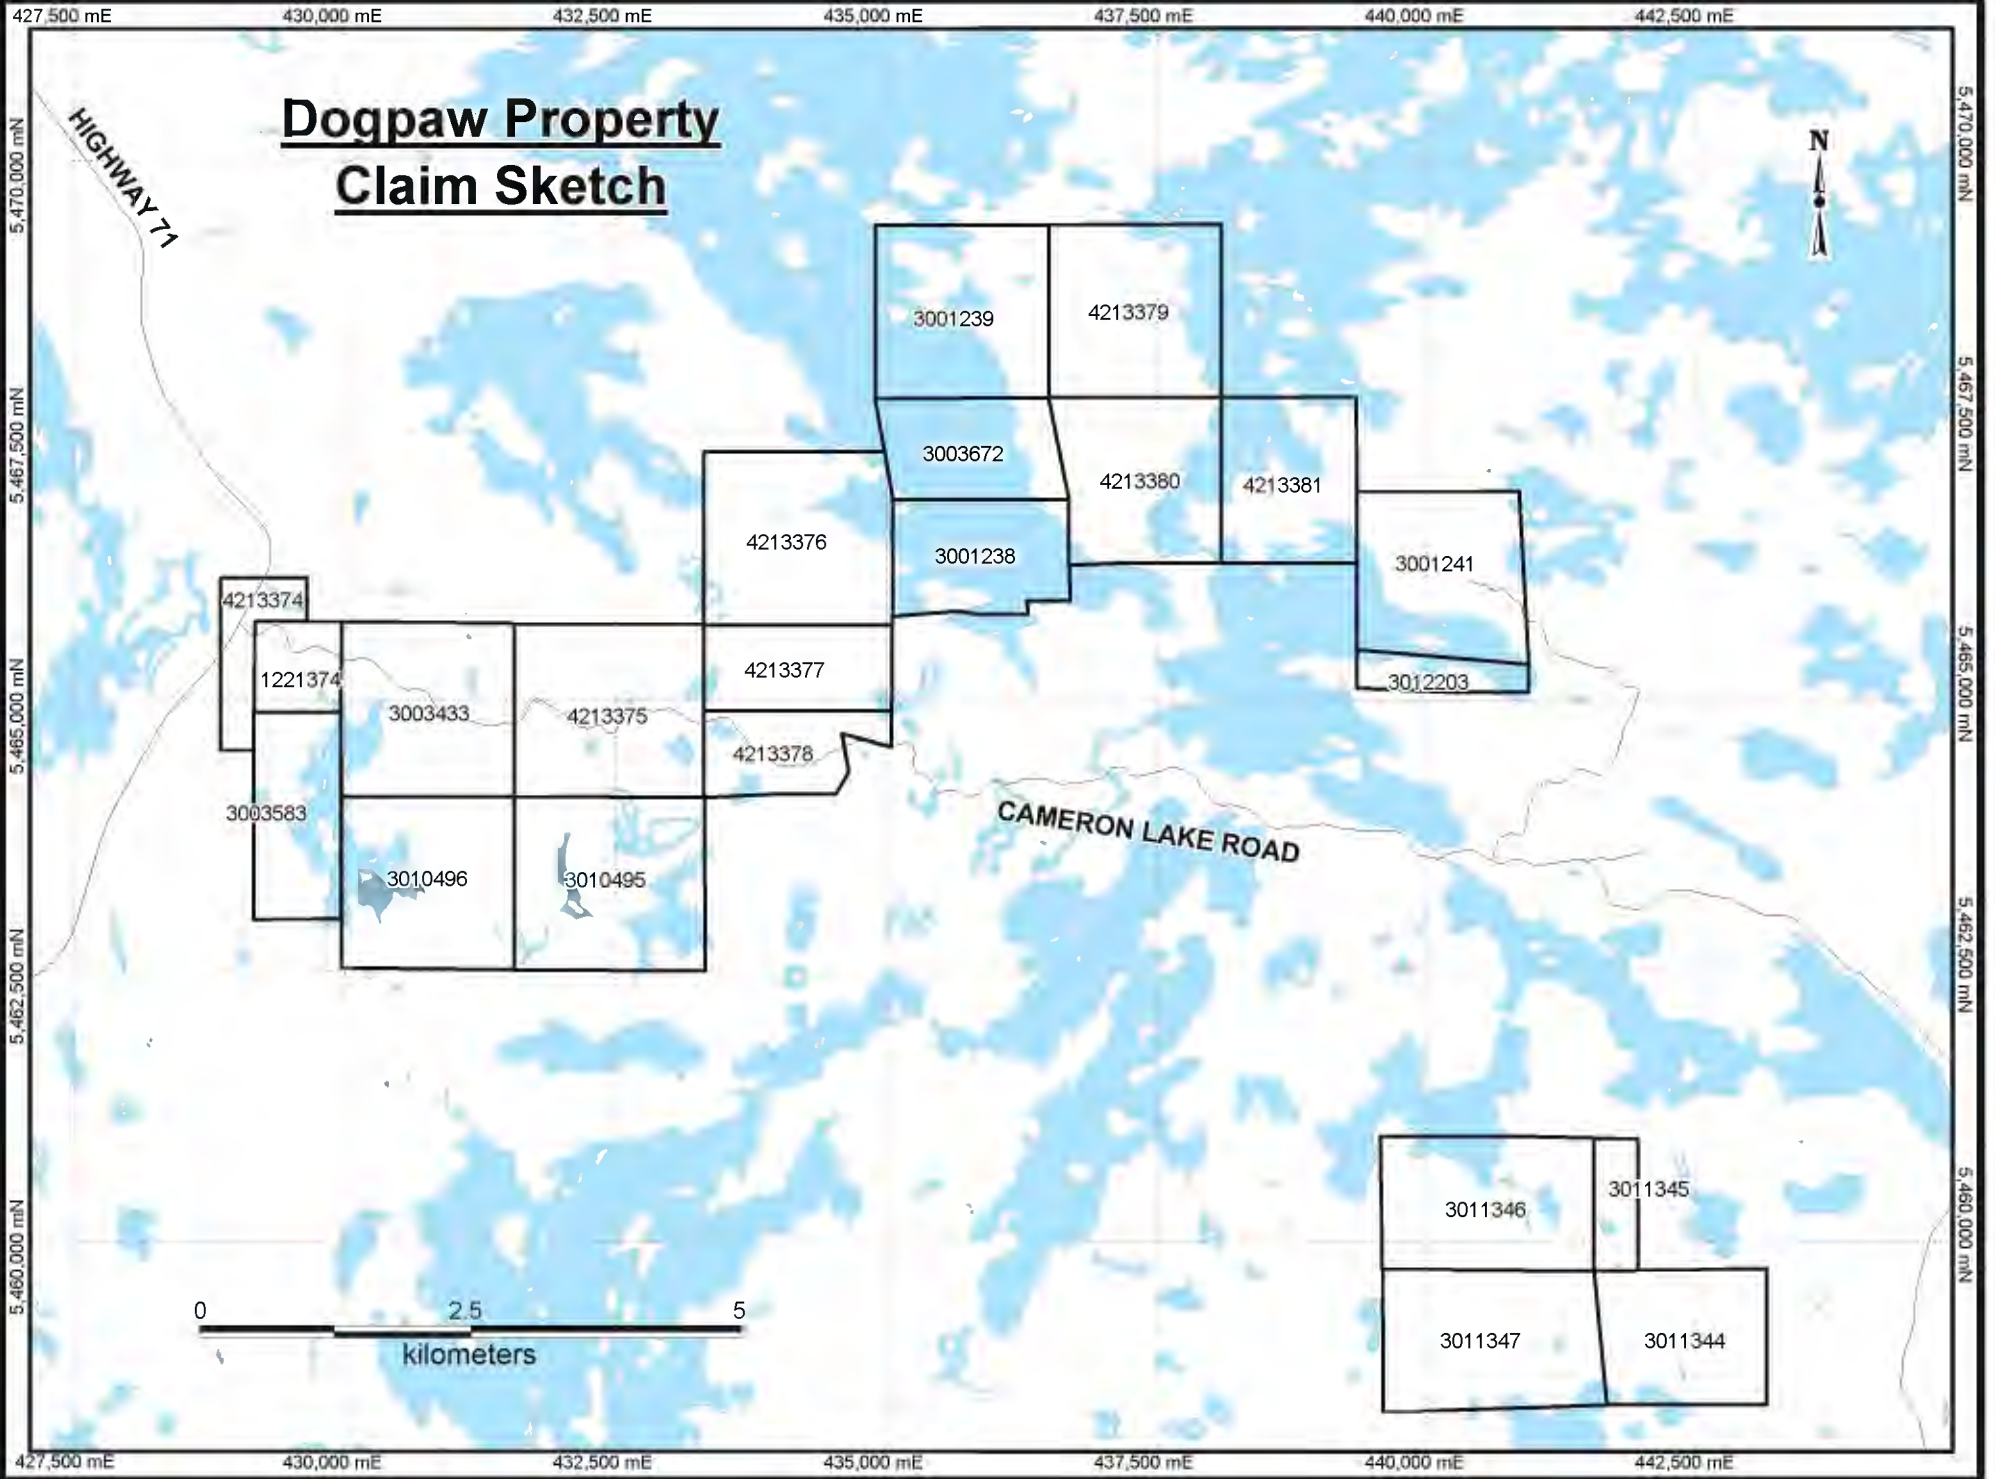 427,500 mE
430,000 mE
432,500 mE
435,000 mE
437,500 mE
440,000 mE
442,500 mE
Dogpaw Property
Claim Sketch
HIGHWAY 71
N
5,470,000 mN
5,470,000 mN
3001239
4213379
5,467,500 mN
5,467,500 mN
3003672
4213380
4213381
4213376
3001238
3001241
4213374
1221374
4213377
3012203
5,465,000 mN
5,465,000 mN
3003433
4213375
4213378
3003583
CAMERON LAKE ROAD
3010496
3010495
5,462,500 mN
5,462,500 mN
3011346
3011345
5,460,000 mN
5,460,000 mN
0
2.5
5
kilometers
3011347
3011344
427,500 mE
430,000 mE
432,500 mE
435,000 mE
437,500 mE
440,000 mE
442,500 mE